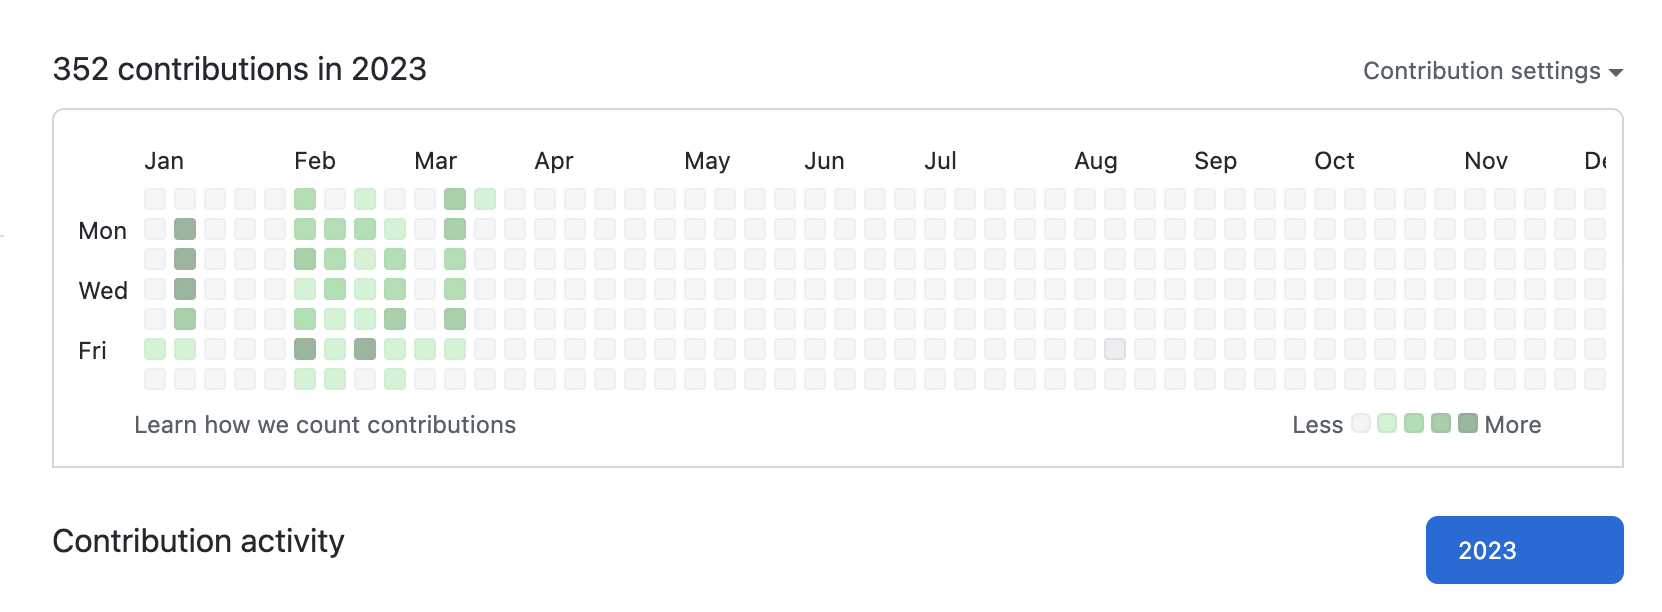 352 contributions in 2023
Contribution settings
Jan Feb Mar Apr May Jun Jul Aug Sep Oct Nov De
Mon
Wed
Fri
Learn how we count contributions
Less More
Contribution activity
2023